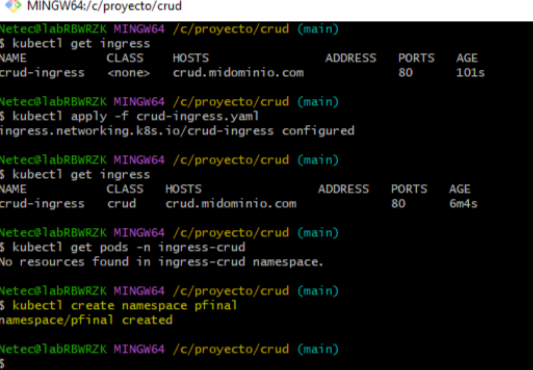 MINGW64:/c/proyecto/crud
Netec@labRBWRZK MINGW64 /c/proyecto/crud (main)
$ kubectl get ingress
NAME CLASS HOSTS ADDRESS PORTS AGE
crud-ingress <none> crud.midominio.com 80 101s
Netec@labRBWRZK MINGW64 /c/proyecto/crud (main)
$ kubectl apply -f crud-ingress.yaml
ingress.networking.k8s.io/crud-ingress configured
Netec@labRBWRZK MINGW64 /c/proyecto/crud (main)
$ kubectl get ingress
NAME CLASS HOSTS ADDRESS PORTS AGE
crud-ingress crud crud.midominio.com 80 6m4s
Netec@labRBWRZK MINGW64 /c/proyecto/crud (main)
$ kubectl get pods -n ingress-crud
No resources found in ingress-crud namespace.
Netec@labRBWRZK MINGW64 /c/proyecto/crud (main)
$ kubectl create namespace pfinal
namespace/pfinal created
Netec@labRBWRZK MINGW64 /c/proyecto/crud (main)
$